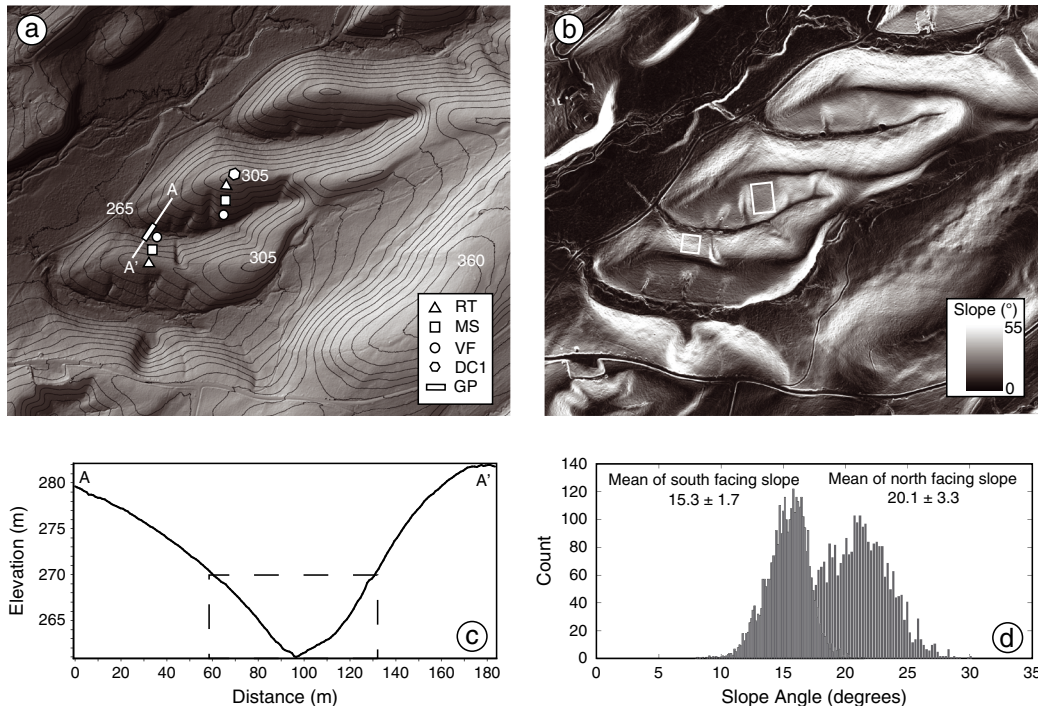 a
305
A
265
A'
305
360
RT
MS
VF
DC1
GP
b
Slope (°)
55
0
A
A'
280
275
270
265
Elevation (m)
0 20 40 60 80 100 120 140 160 180
Distance (m)
c
140
120
100
80
60
40
20
0
Count
Mean of south facing slope
15.3 ± 1.7
Mean of north facing slope
20.1 ± 3.3
0 5 10 15 20 25 30 35
Slope Angle (degrees)
d